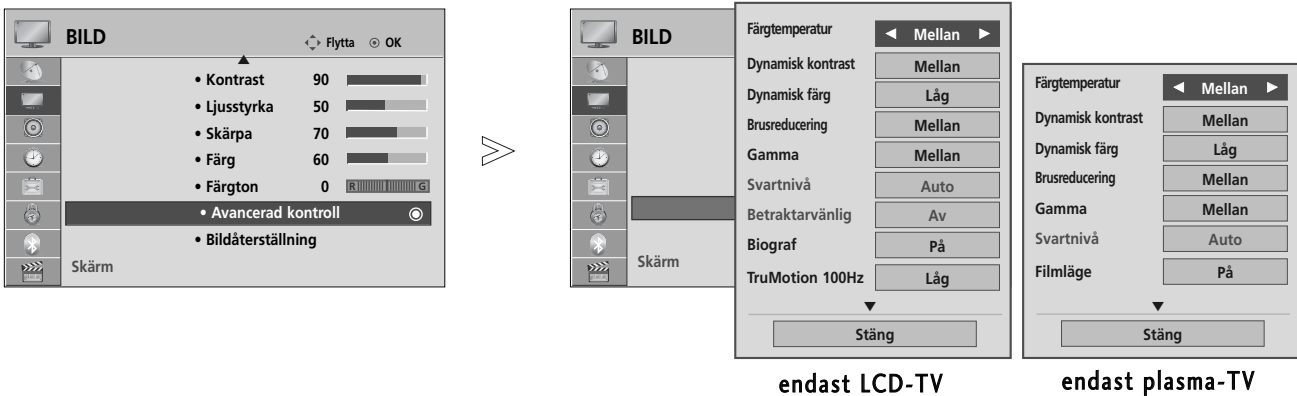 BILD
Flytta OK
• Kontrast 90
• Ljusstyrka 50
• Skärpa 70
• Färg 60
• Färgton 0 R G
• Avancerad kontroll
• Bildåterställning
Skärm
BILD
Skärm
Färgtemperatur Mellan
Dynamisk kontrast Mellan
Dynamisk färg Låg
Brusreducering Mellan
Gamma Mellan
Svartnivå Auto
Betraktarvänlig Av
Biograf På
TruMotion 100Hz Låg
Stäng
endast LCD-TV
Färgtemperatur Mellan
Dynamisk kontrast Mellan
Dynamisk färg Låg
Brusreducering Mellan
Gamma Mellan
Svartnivå Auto
Filmläge På
Stäng
endast plasma-TV